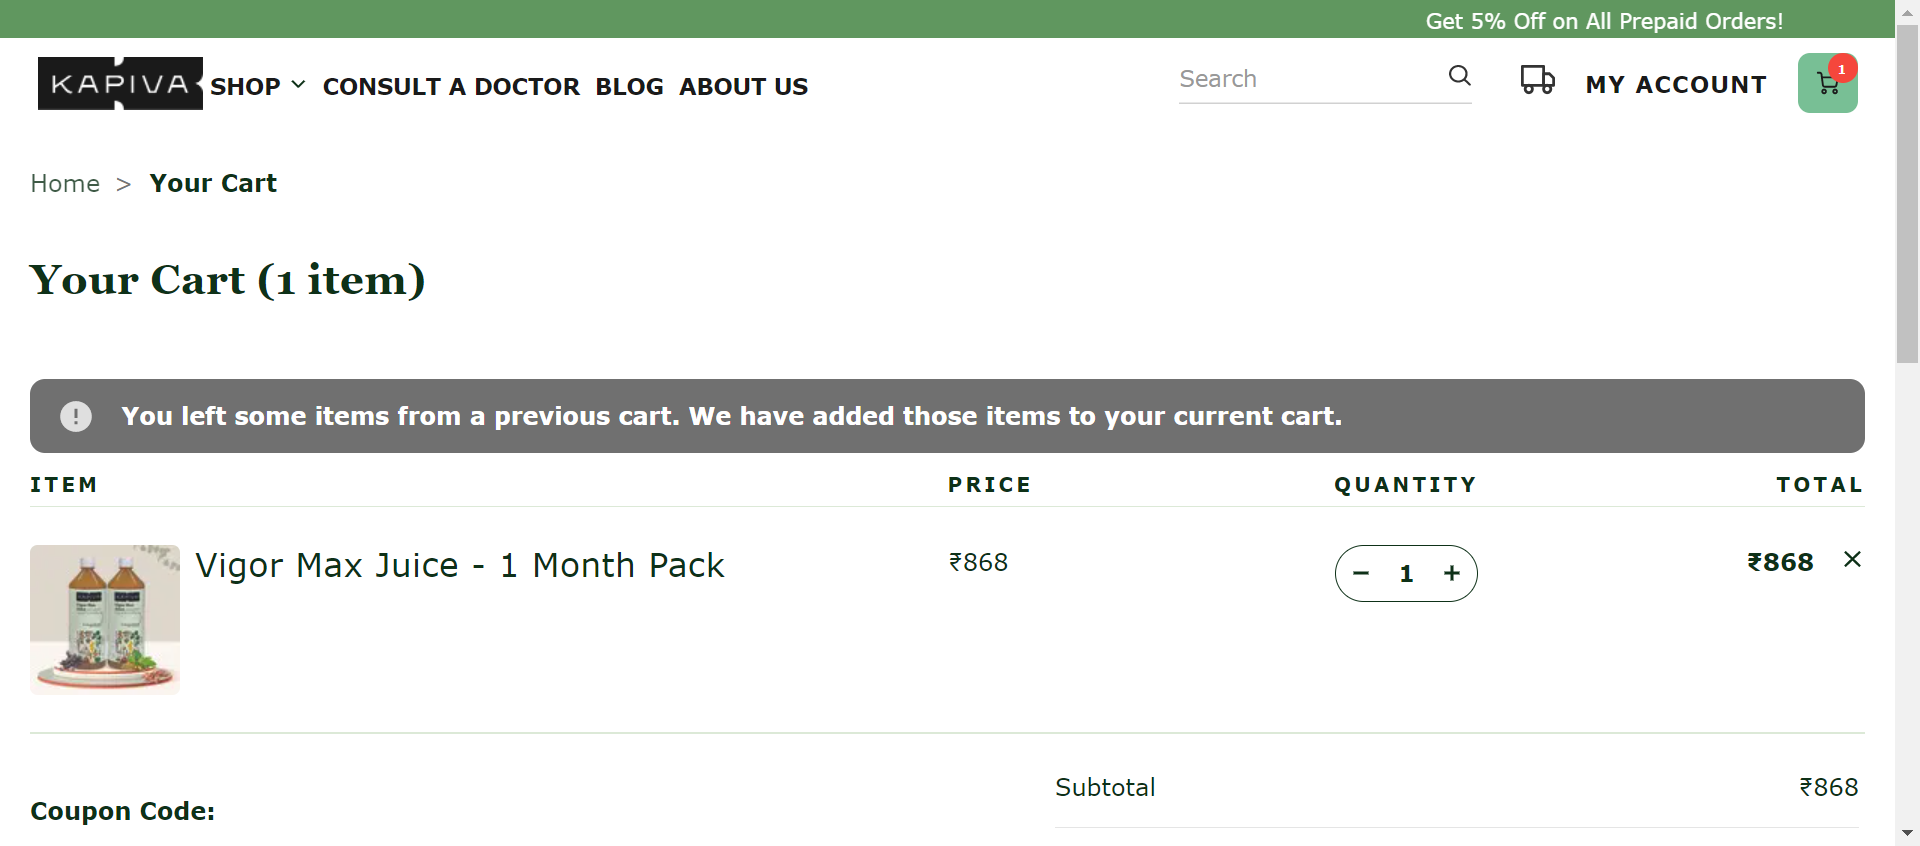 Get 5% Off on All Prepaid Orders!
KAPIVA SHOP CONSULT A DOCTOR BLOG ABOUT US Search MY ACCOUNT 1
Home > Your Cart
Your Cart (1 item)
! You left some items from a previous cart. We have added those items to your current cart.
ITEM PRICE QUANTITY TOTAL
Vigor Max Juice - 1 Month Pack ₹868 − 1 + ₹868 ×
Subtotal ₹868
Coupon Code: